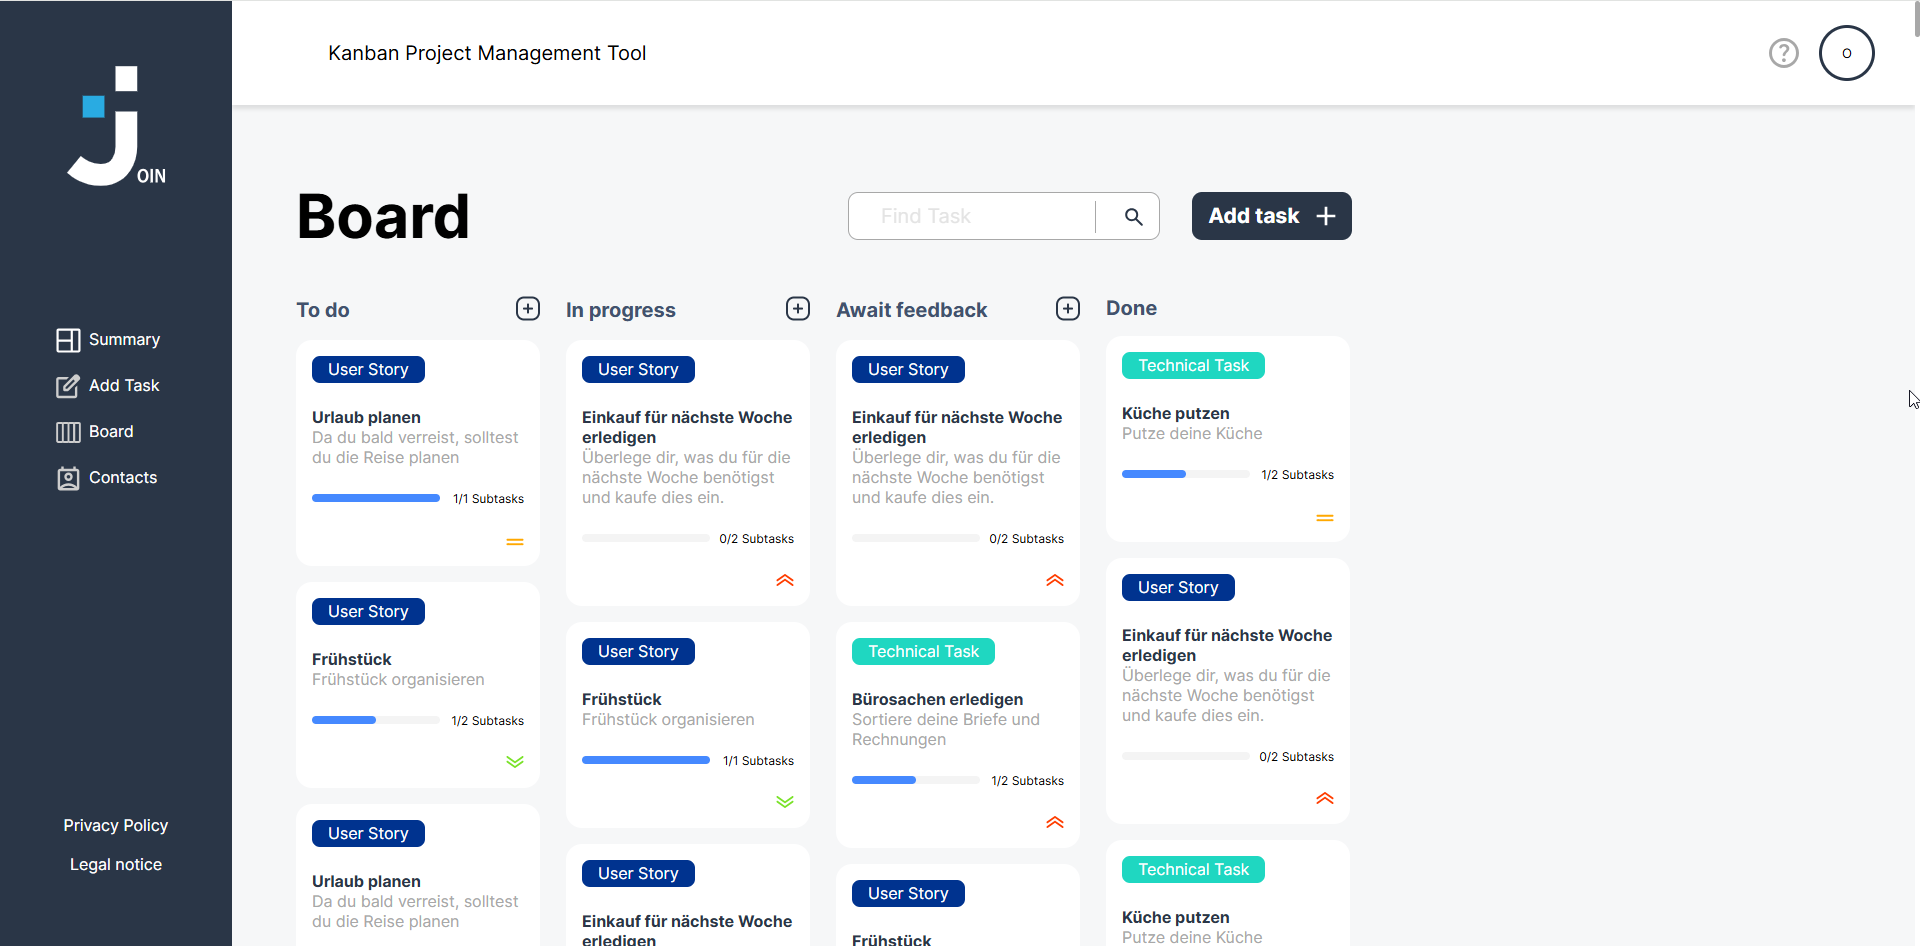 OIN
Kanban Project Management Tool
O
Summary
Add Task
Board
Contacts
Privacy Policy
Legal notice
Board
Find Task
Add task
To do
User Story
Urlaub planen
Da du bald verreist, solltest
du die Reise planen
1/1 Subtasks
User Story
Frühstück
Frühstück organisieren
1/2 Subtasks
User Story
Urlaub planen
Da du bald verreist, solltest
du die Reise planen
In progress
User Story
Einkauf für nächste Woche
erledigen
Überlege dir, was du für die
nächste Woche benötigst
und kaufe dies ein.
0/2 Subtasks
User Story
Frühstück
Frühstück organisieren
1/1 Subtasks
User Story
Einkauf für nächste Woche
erledigen
Await feedback
User Story
Einkauf für nächste Woche
erledigen
Überlege dir, was du für die
nächste Woche benötigst
und kaufe dies ein.
0/2 Subtasks
Technical Task
Bürosachen erledigen
Sortiere deine Briefe und
Rechnungen
1/2 Subtasks
User Story
Frühstück
Done
Technical Task
Küche putzen
Putze deine Küche
1/2 Subtasks
User Story
Einkauf für nächste Woche
erledigen
Überlege dir, was du für die
nächste Woche benötigst
und kaufe dies ein.
0/2 Subtasks
Technical Task
Küche putzen
Putze deine Küche